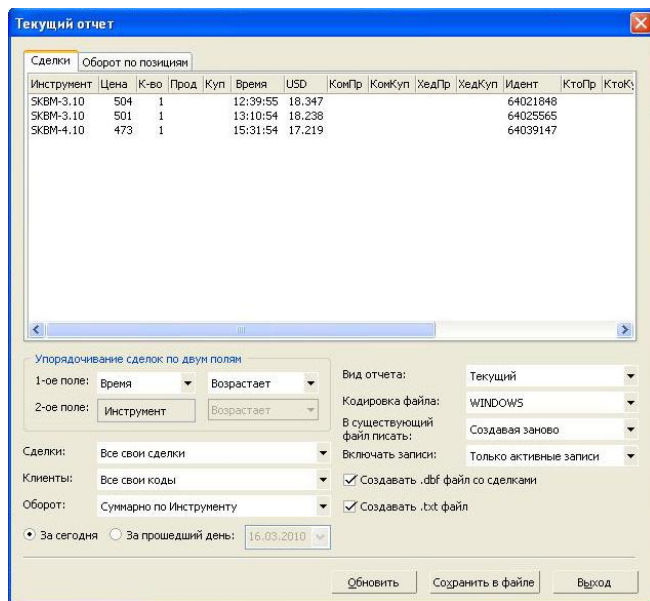 Текущий отчет
Сделки Оборот по позициям
Инструмент Цена К-во Прод Куп Время USD КомПр КомКуп ХедПр ХедКуп Идент КтоПр КтоКу
SKBM-3.10 504 1 12:39:55 18.347 64021848
SKBM-3.10 501 1 13:10:54 18.238 64025565
SKBM-4.10 473 1 15:31:54 17.219 64039147
Упорядочивание сделок по двум полям
1-ое поле: Время Возрастает
2-ое поле: Инструмент Возрастает
Сделки: Все свои сделки
Клиенты: Все свои коды
Оборот: Суммарно по Инструменту
За сегодня За прошедший день: 16.03.2010
Вид отчета: Текущий
Кодировка файла: WINDOWS
В существующий
файл писать: Создавая заново
Включать записи: Только активные записи
Создавать .dbf файл со сделками
Создавать .txt файл
Обновить Сохранить в файле Выход